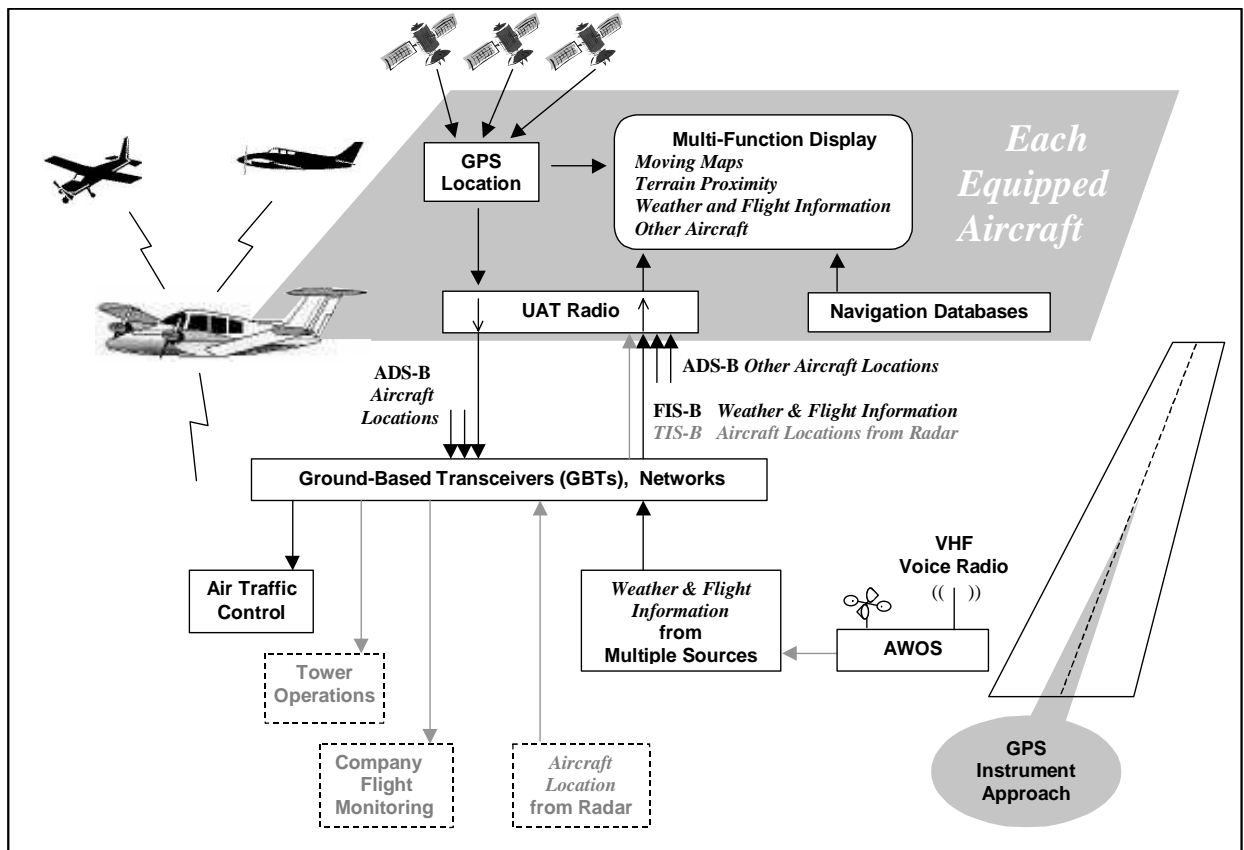 Each
Equipped
Aircraft
GPS
Location
Multi-Function Display
Moving Maps
Terrain Proximity
Weather and Flight Information
Other Aircraft
UAT Radio
Navigation Databases
ADS-B
Aircraft
Locations
ADS-B Other Aircraft Locations
FIS-B Weather & Flight Information
TIS-B Aircraft Locations from Radar
Ground-Based Transceivers (GBTs), Networks
Air Traffic
Control
Tower
Operations
Company
Flight
Monitoring
Aircraft
Location
from Radar
Weather & Flight
Information
from
Multiple Sources
VHF
Voice Radio
(( ))
AWOS
GPS
Instrument
Approach